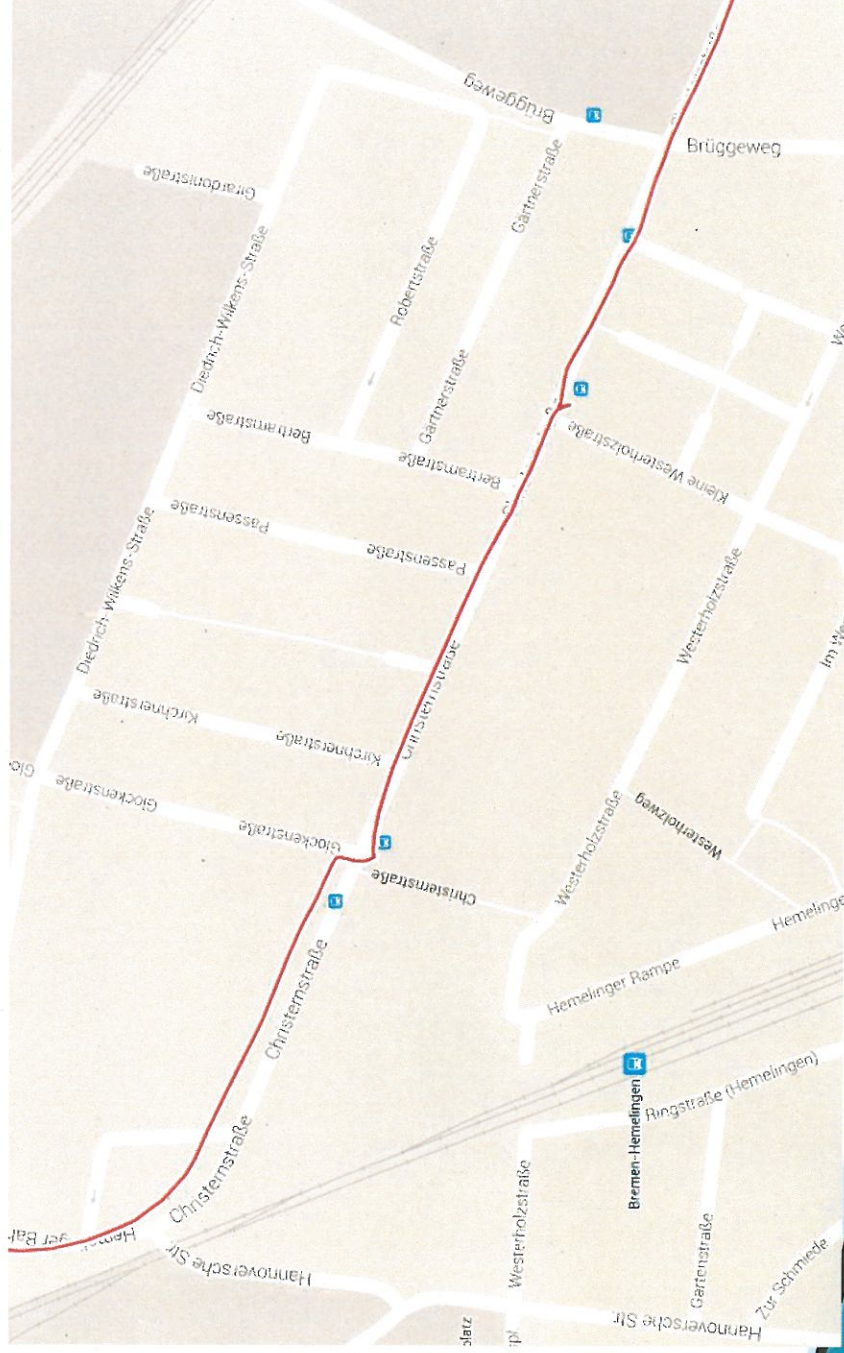 Brüggeweg
Brüggeweg
Girardonistraße
Gärtnerstraße
Diedrich-Wilkens-Straße
Robertstraße
Gärtnerstraße
Bertramstraße
Bertramstraße
Kleine Westerholzstraße
Passenstraße
Passenstraße
Diedrich-Wilkens-Straße
Westerholzstraße
Christernstraße
Kirchnerstraße
Kirchnerstraße
Glockenstraße
Glockenstraße
Westerholzweg
Westerholzstraße
Christernstraße
Christernstraße
Hemelinger Rampe
Bremen-Hemelingen
Ringstraße (Hemelingen)
Christernstraße
Westerholzstraße
Hannoversche Str.
Gartenstraße
Zur Schmiede
Hannoversche Str.
platz